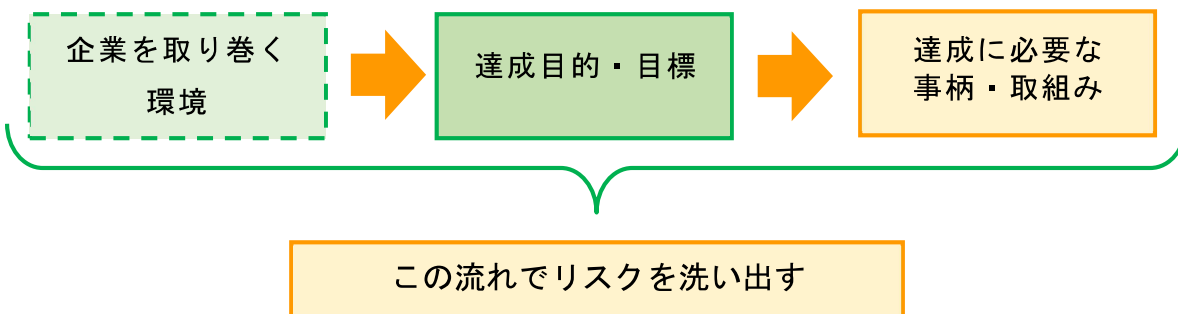 企業を取り巻く
環境
達成目的・目標
達成に必要な
事柄・取組み
この流れでリスクを洗い出す